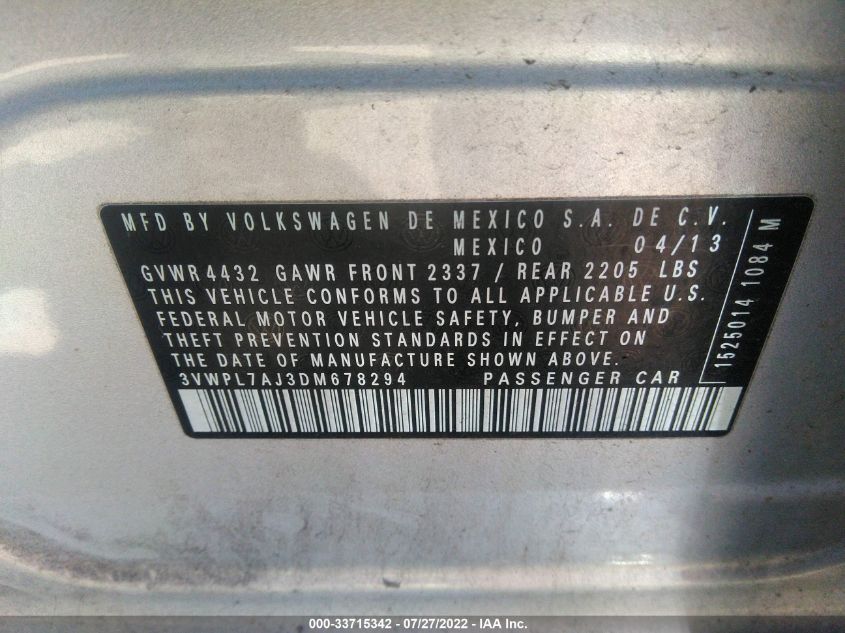 MFD BY VOLKSWAGEN DE MEXICO S.A. DE C.V.
MEXICO 04/13
GVWR 4432 GAWR FRONT 2337 / REAR 2205 LBS
THIS VEHICLE CONFORMS TO ALL APPLICABLE U.S.
FEDERAL MOTOR VEHICLE SAFETY, BUMPER AND
THEFT PREVENTION STANDARDS IN EFFECT ON
THE DATE OF MANUFACTURE SHOWN ABOVE.
3VWPL7AJ3DM678294 PASSENGER CAR
1525014 1084 M
000-33715342 - 07/27/2022 - IAA Inc.